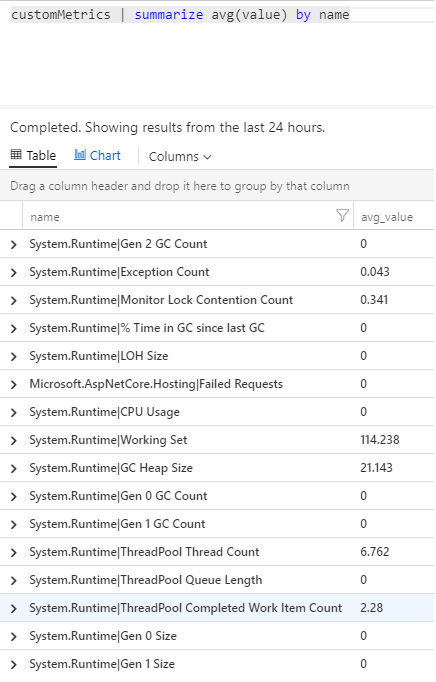 customMetrics | summarize avg(value) by name
Completed. Showing results from the last 24 hours.
Table Chart Columns
Drag a column header and drop it here to group by that column
name avg_value
System.Runtime|Gen 2 GC Count 0
System.Runtime|Exception Count 0.043
System.Runtime|Monitor Lock Contention Count 0.341
System.Runtime|% Time in GC since last GC 0
System.Runtime|LOH Size 0
Microsoft.AspNetCore.Hosting|Failed Requests 0
System.Runtime|CPU Usage 0
System.Runtime|Working Set 114.238
System.Runtime|GC Heap Size 21.143
System.Runtime|Gen 0 GC Count 0
System.Runtime|Gen 1 GC Count 0
System.Runtime|ThreadPool Thread Count 6.762
System.Runtime|ThreadPool Queue Length 0
System.Runtime|ThreadPool Completed Work Item Count 2.28
System.Runtime|Gen 0 Size 0
System.Runtime|Gen 1 Size 0